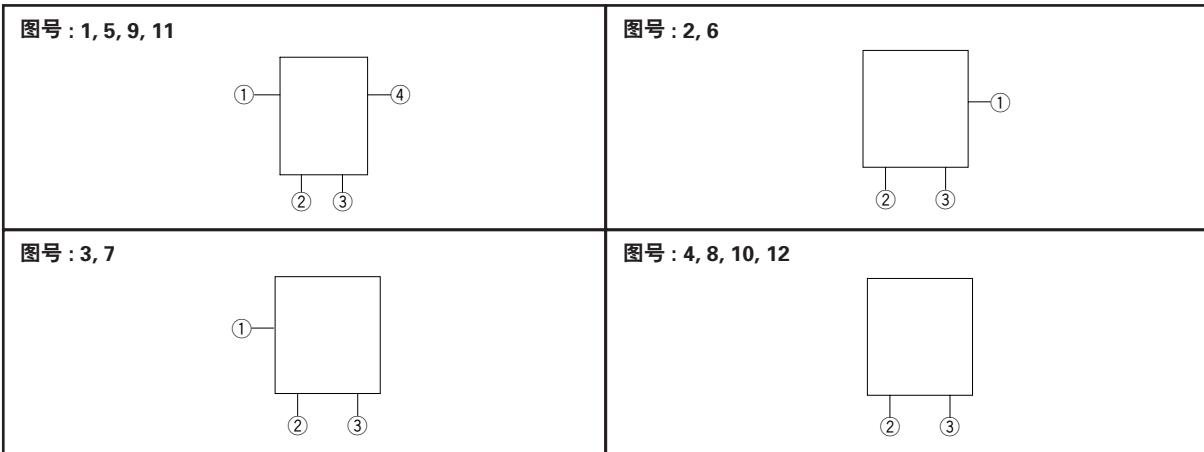 图号 : 1, 5, 9, 11
① ④
② ③
图号 : 2, 6
①
② ③
图号 : 3, 7
①
② ③
图号 : 4, 8, 10, 12
② ③